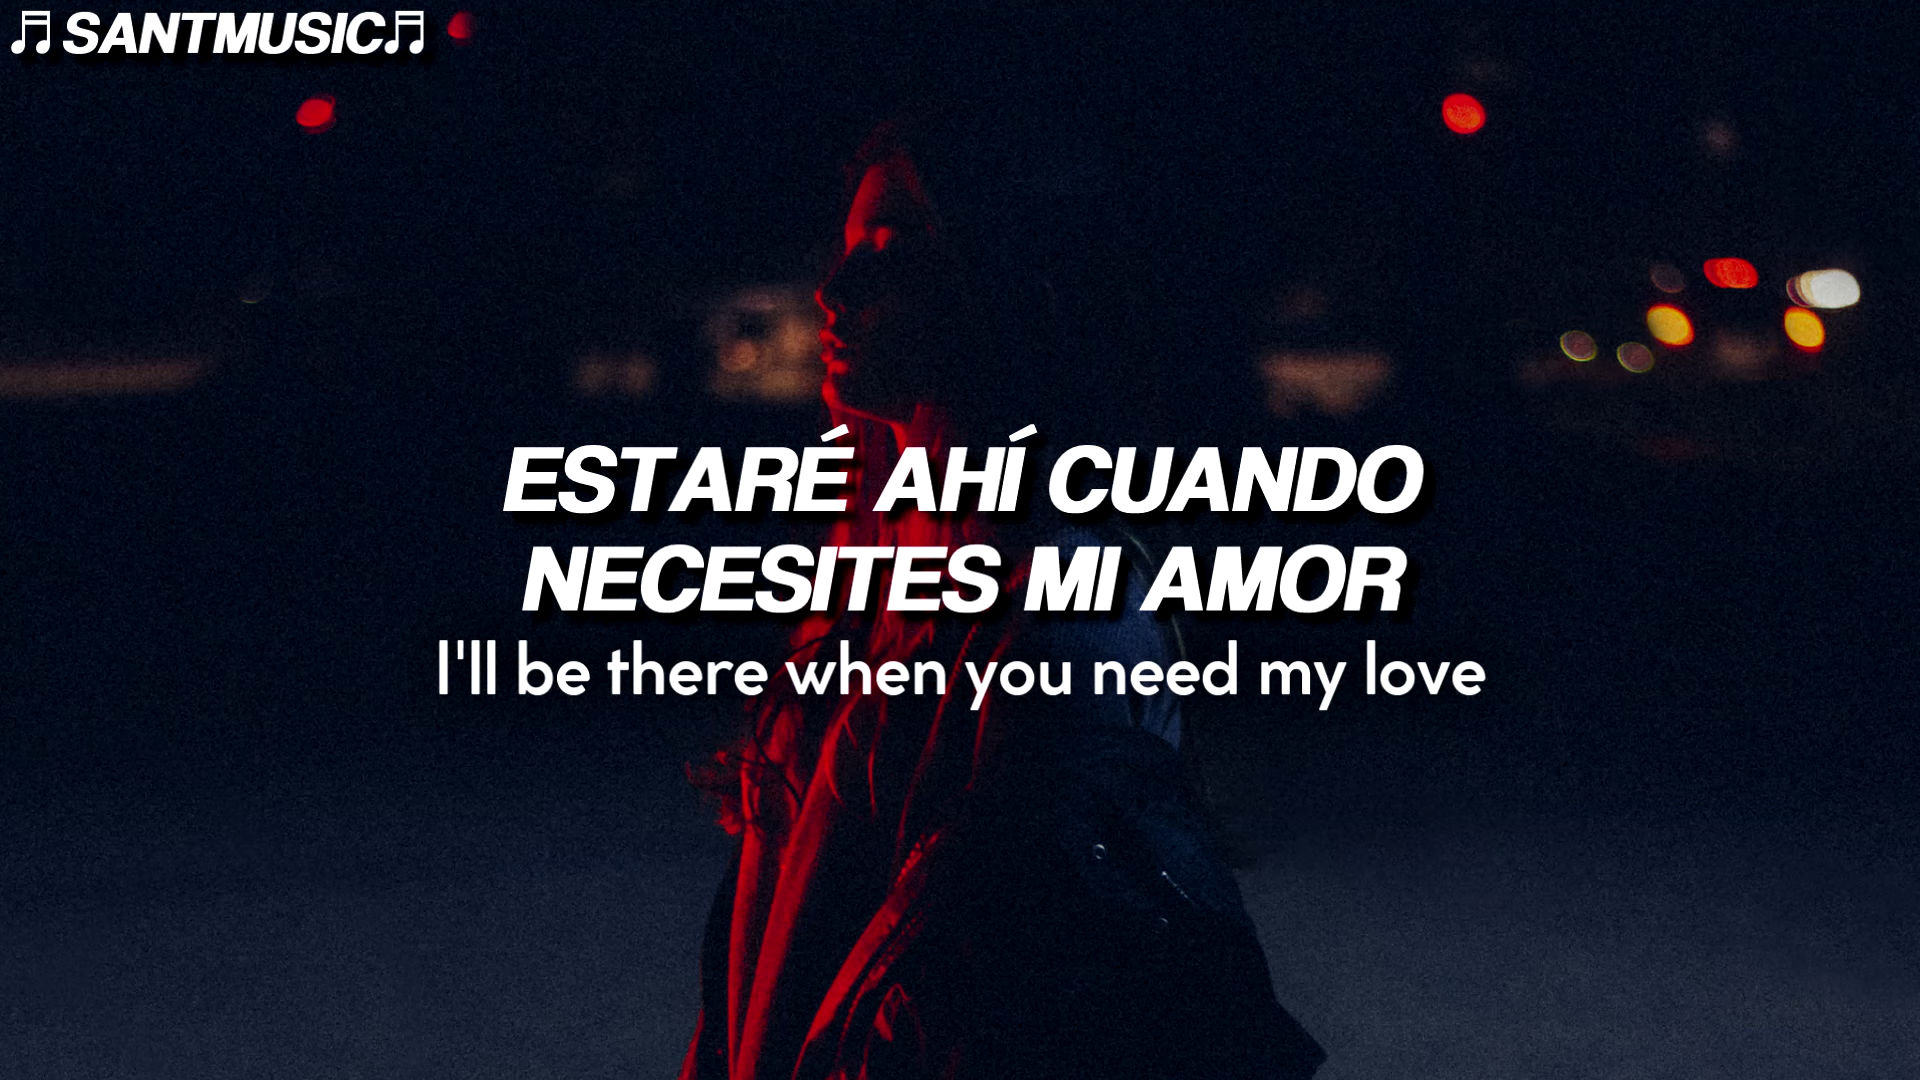 ♫SANTMUSIC♫
ESTARÉ AHÍ CUANDO
NECESITES MI AMOR
I'll be there when you need my love